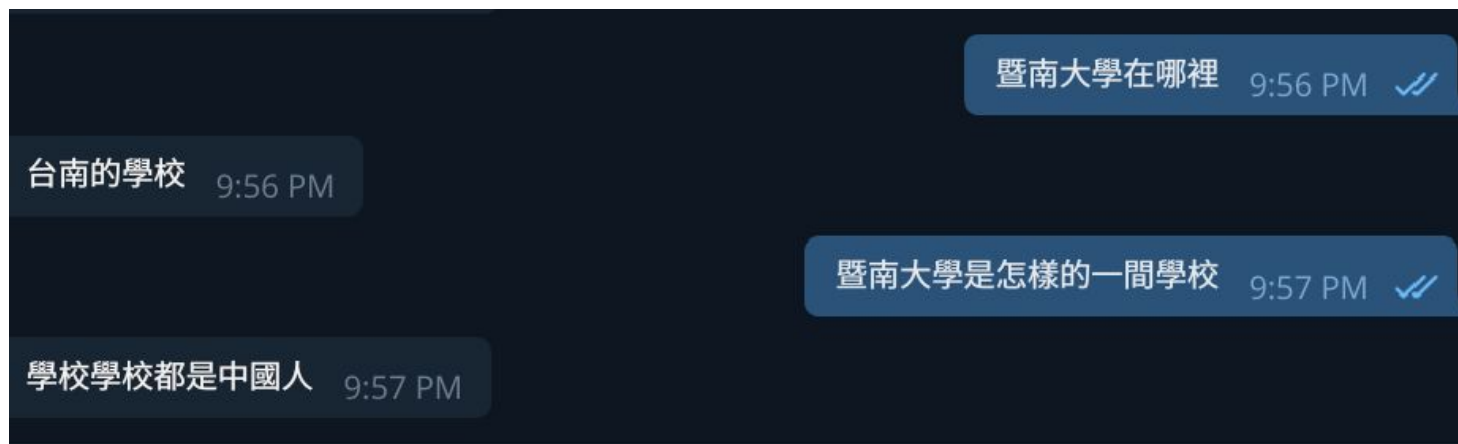 暨南大學在哪裡 9:56 PM
台南的學校 9:56 PM
暨南大學是怎樣的一間學校 9:57 PM
學校學校都是中國人 9:57 PM